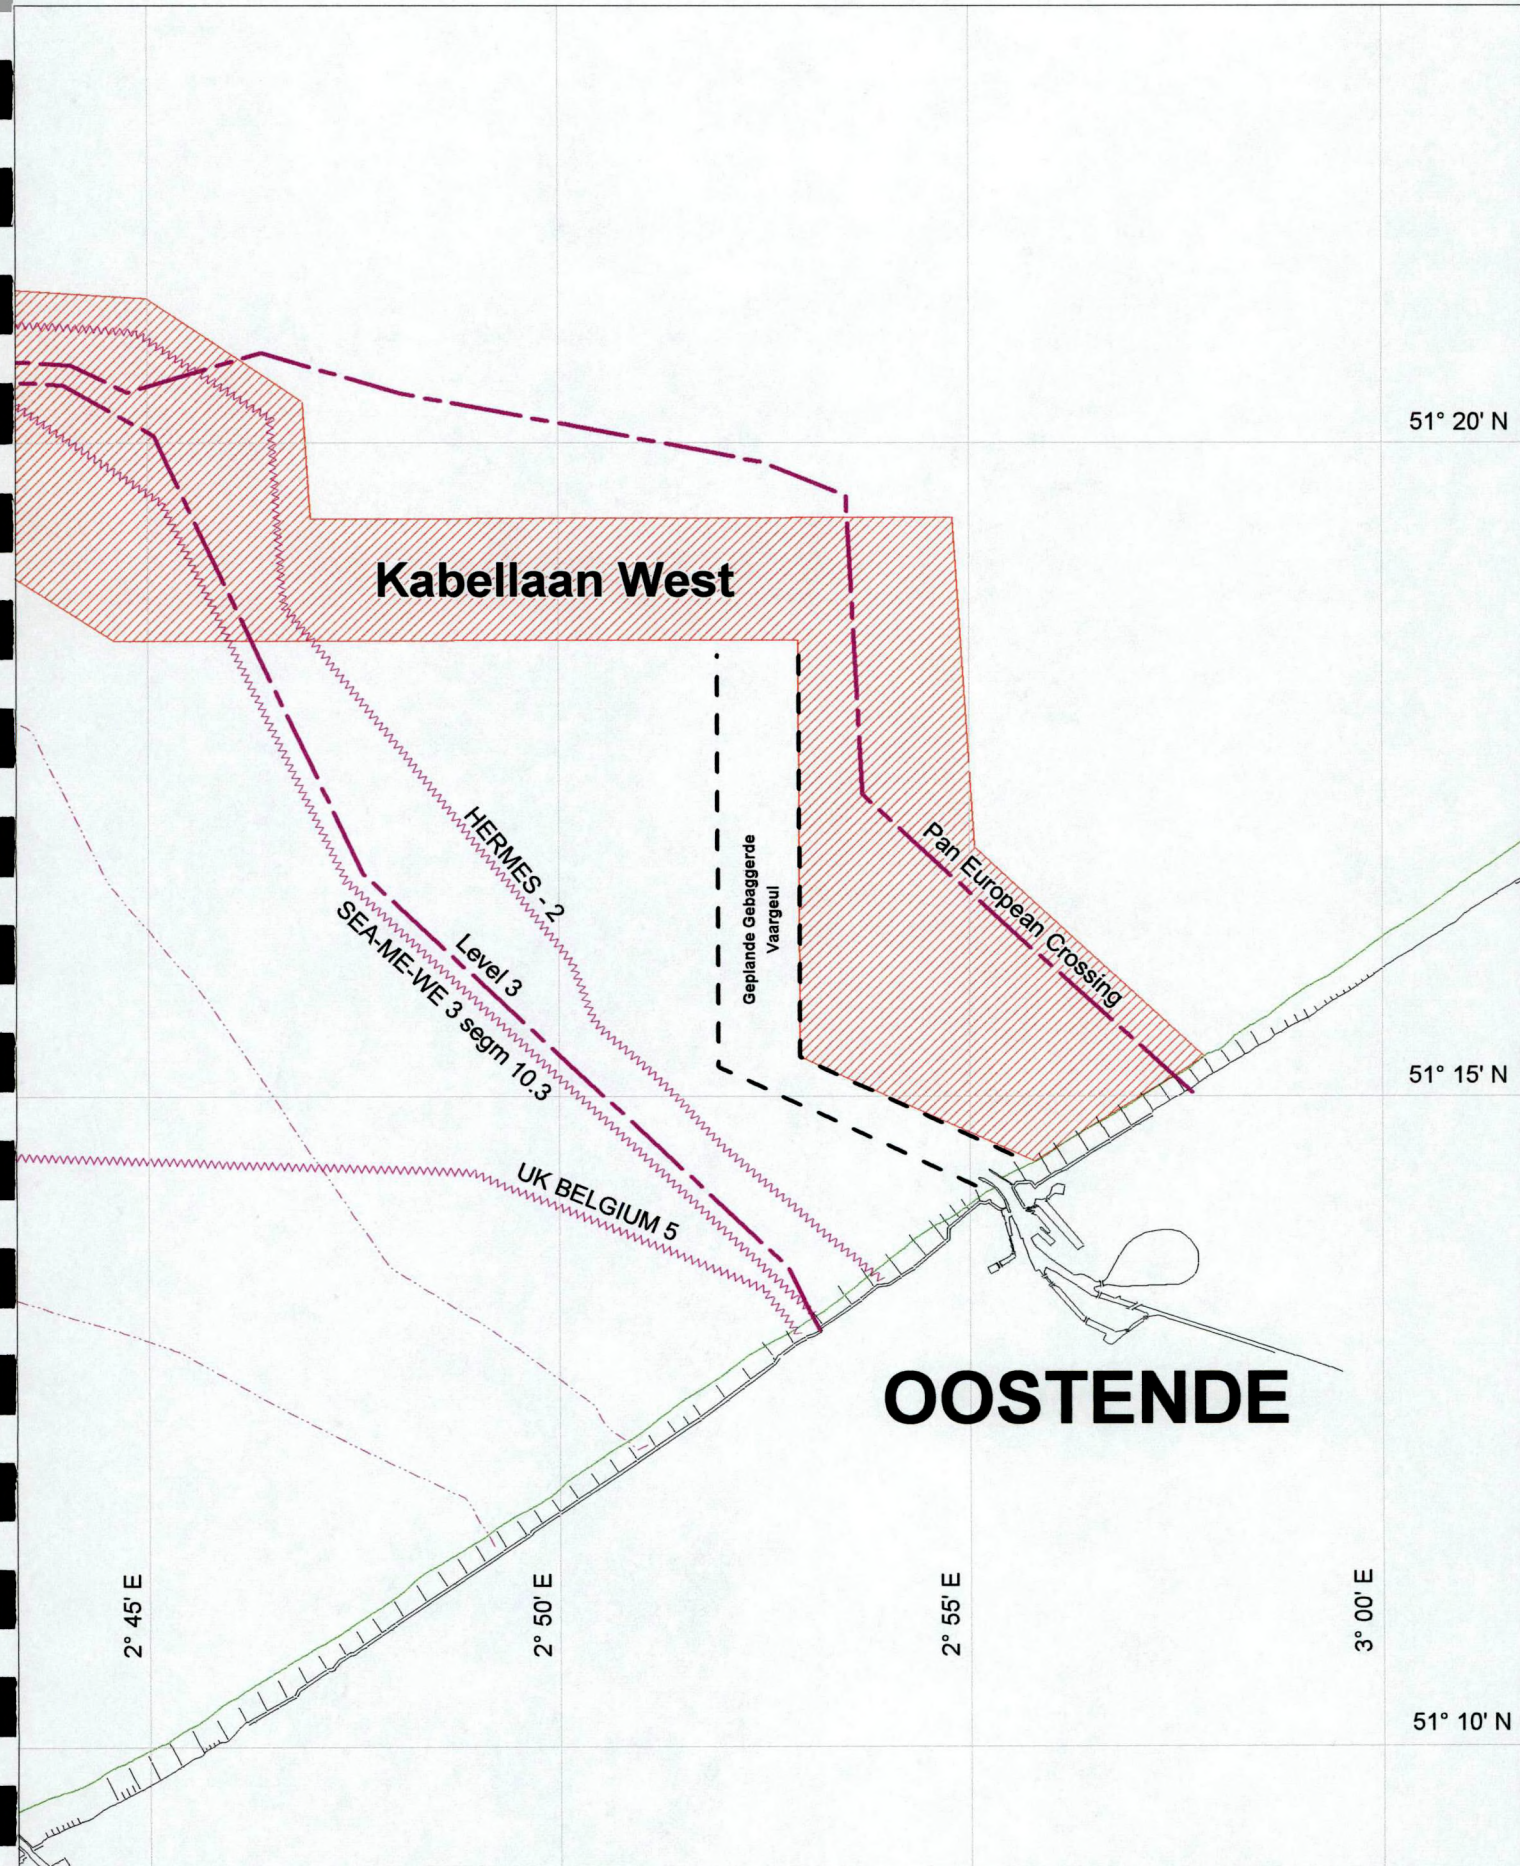 51° 20' N
Kabellaan West
HERMES - 2
Geplande Gebaggerde
Vaargeul
Pan European Crossing
Level 3
SEA-ME-WE 3 segm 10.3
51° 15' N
UK BELGIUM 5
OOSTENDE
2° 45' E
2° 50' E
2° 55' E
3° 00' E
51° 10' N